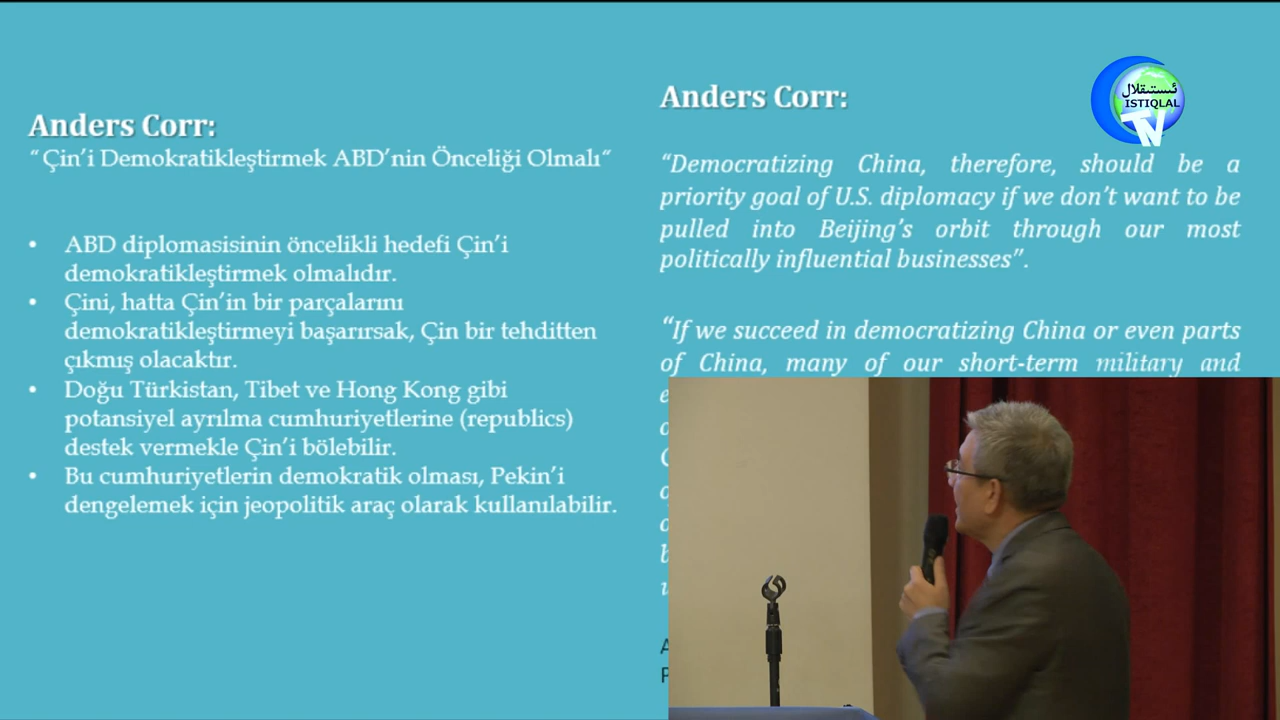 Anders Corr:
“Çin’i Demokratikleştirmek ABD’nin Önceliği Olmalı“
• ABD diplomasisinin öncelikli hedefi Çin’i
demokratikleştirmek olmalıdır.
• Çini, hatta Çin’in bir parçalarını
demokratikleştirmeyi başarırsak, Çin bir tehditten
çıkmış olacaktır.
• Doğu Türkistan, Tibet ve Hong Kong gibi
potansiyel ayrılma cumhuriyetlerine (republics)
destek vermekle Çin’i bölebilir.
• Bu cumhuriyetlerin demokratik olması, Pekin’i
dengelemek için jeopolitik araç olarak kullanılabilir.
Anders Corr:
“Democratizing China, therefore, should be a
priority goal of U.S. diplomacy if we don’t want to be
pulled into Beijing’s orbit through our most
politically influential businesses”.
“If we succeed in democratizing China or even parts
of China, many of our short-term military and
ئىستىقلال
ISTIQLAL
TV